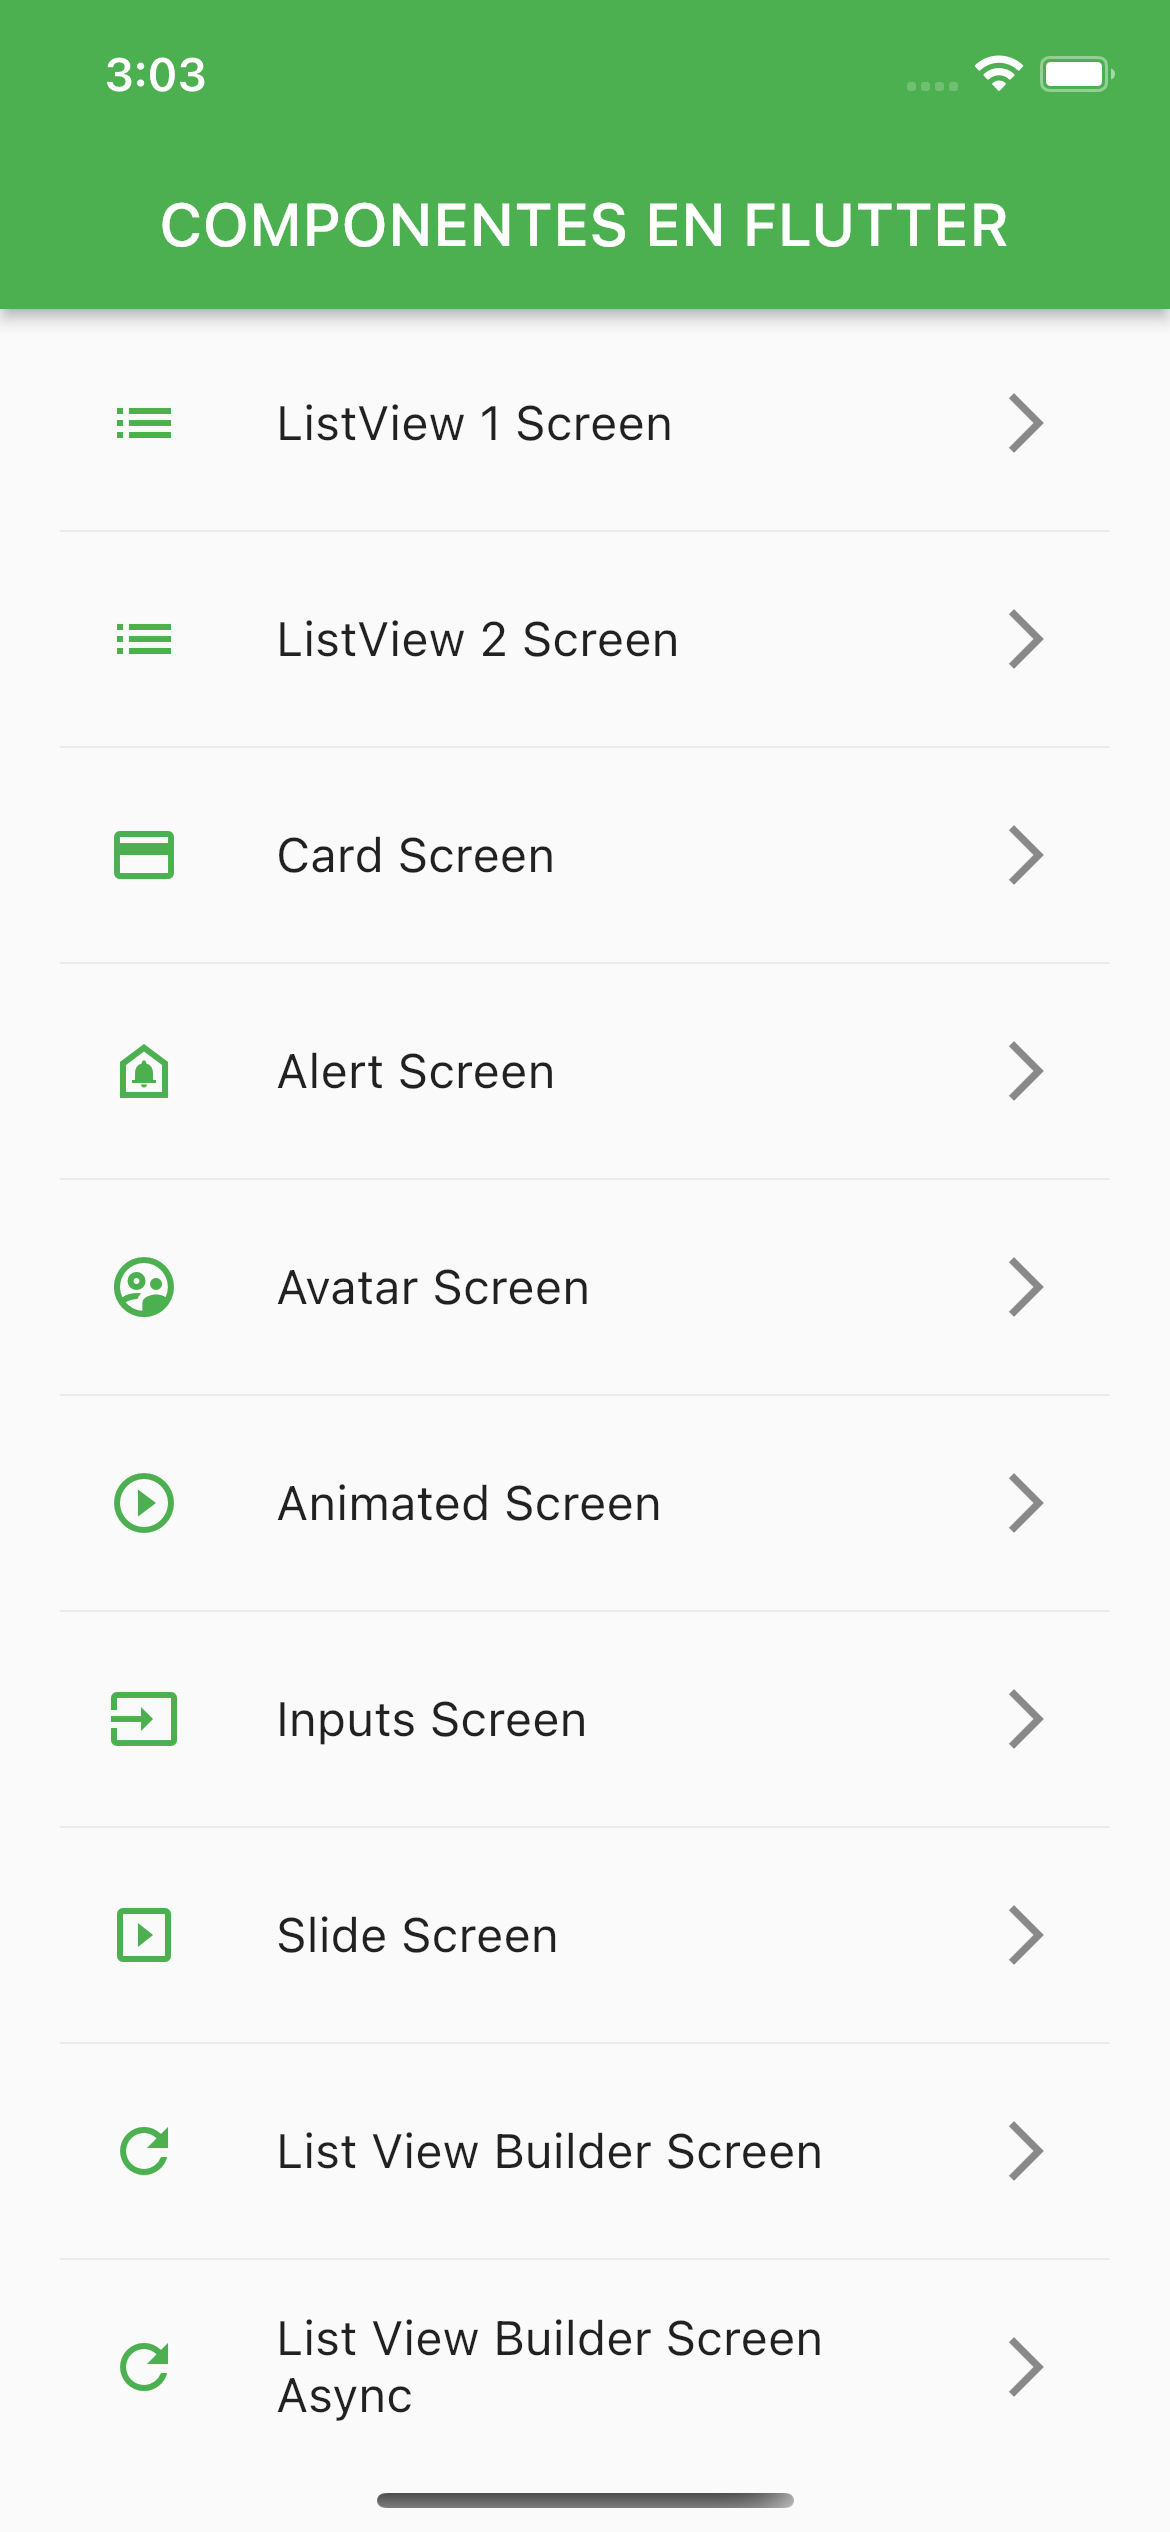 3:03
COMPONENTES EN FLUTTER
ListView 1 Screen
ListView 2 Screen
Card Screen
Alert Screen
Avatar Screen
Animated Screen
Inputs Screen
Slide Screen
List View Builder Screen
List View Builder Screen
Async